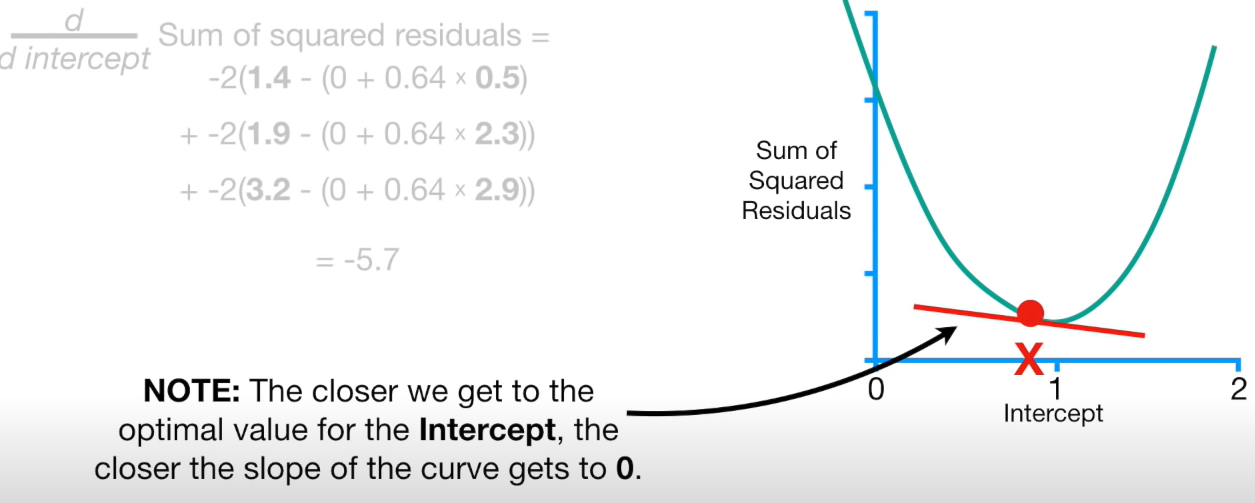 d
d intercept
Sum of squared residuals =
-2(1.4 - (0 + 0.64 × 0.5)
+ -2(1.9 - (0 + 0.64 × 2.3))
+ -2(3.2 - (0 + 0.64 × 2.9))
= -5.7
NOTE: The closer we get to the
optimal value for the Intercept, the
closer the slope of the curve gets to 0.
Sum of
Squared
Residuals
X
0 1 2
Intercept